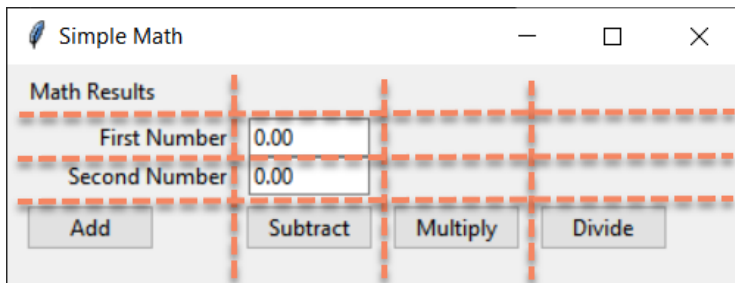 Simple Math
Math Results
First Number 0.00
Second Number 0.00
Add Subtract Multiply Divide